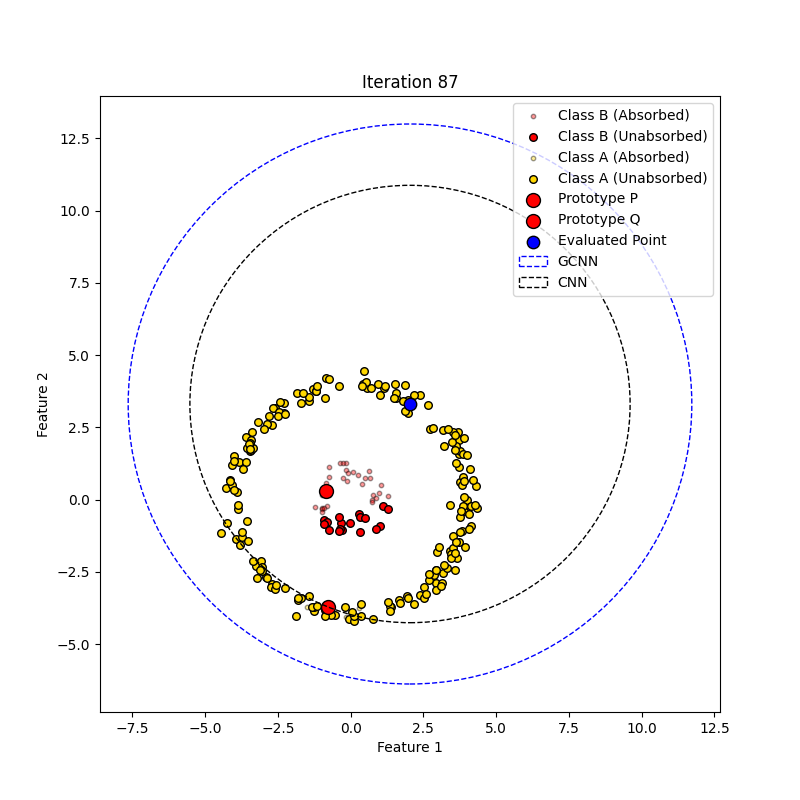 Iteration 87
Class B (Absorbed)
Class B (Unabsorbed)
Class A (Absorbed)
Class A (Unabsorbed)
Prototype P
Prototype Q
Evaluated Point
GCNN
CNN
12.5
10.0
7.5
5.0
2.5
0.0
−2.5
−5.0
Feature 2
−7.5 −5.0 −2.5 0.0 2.5 5.0 7.5 10.0 12.5
Feature 1